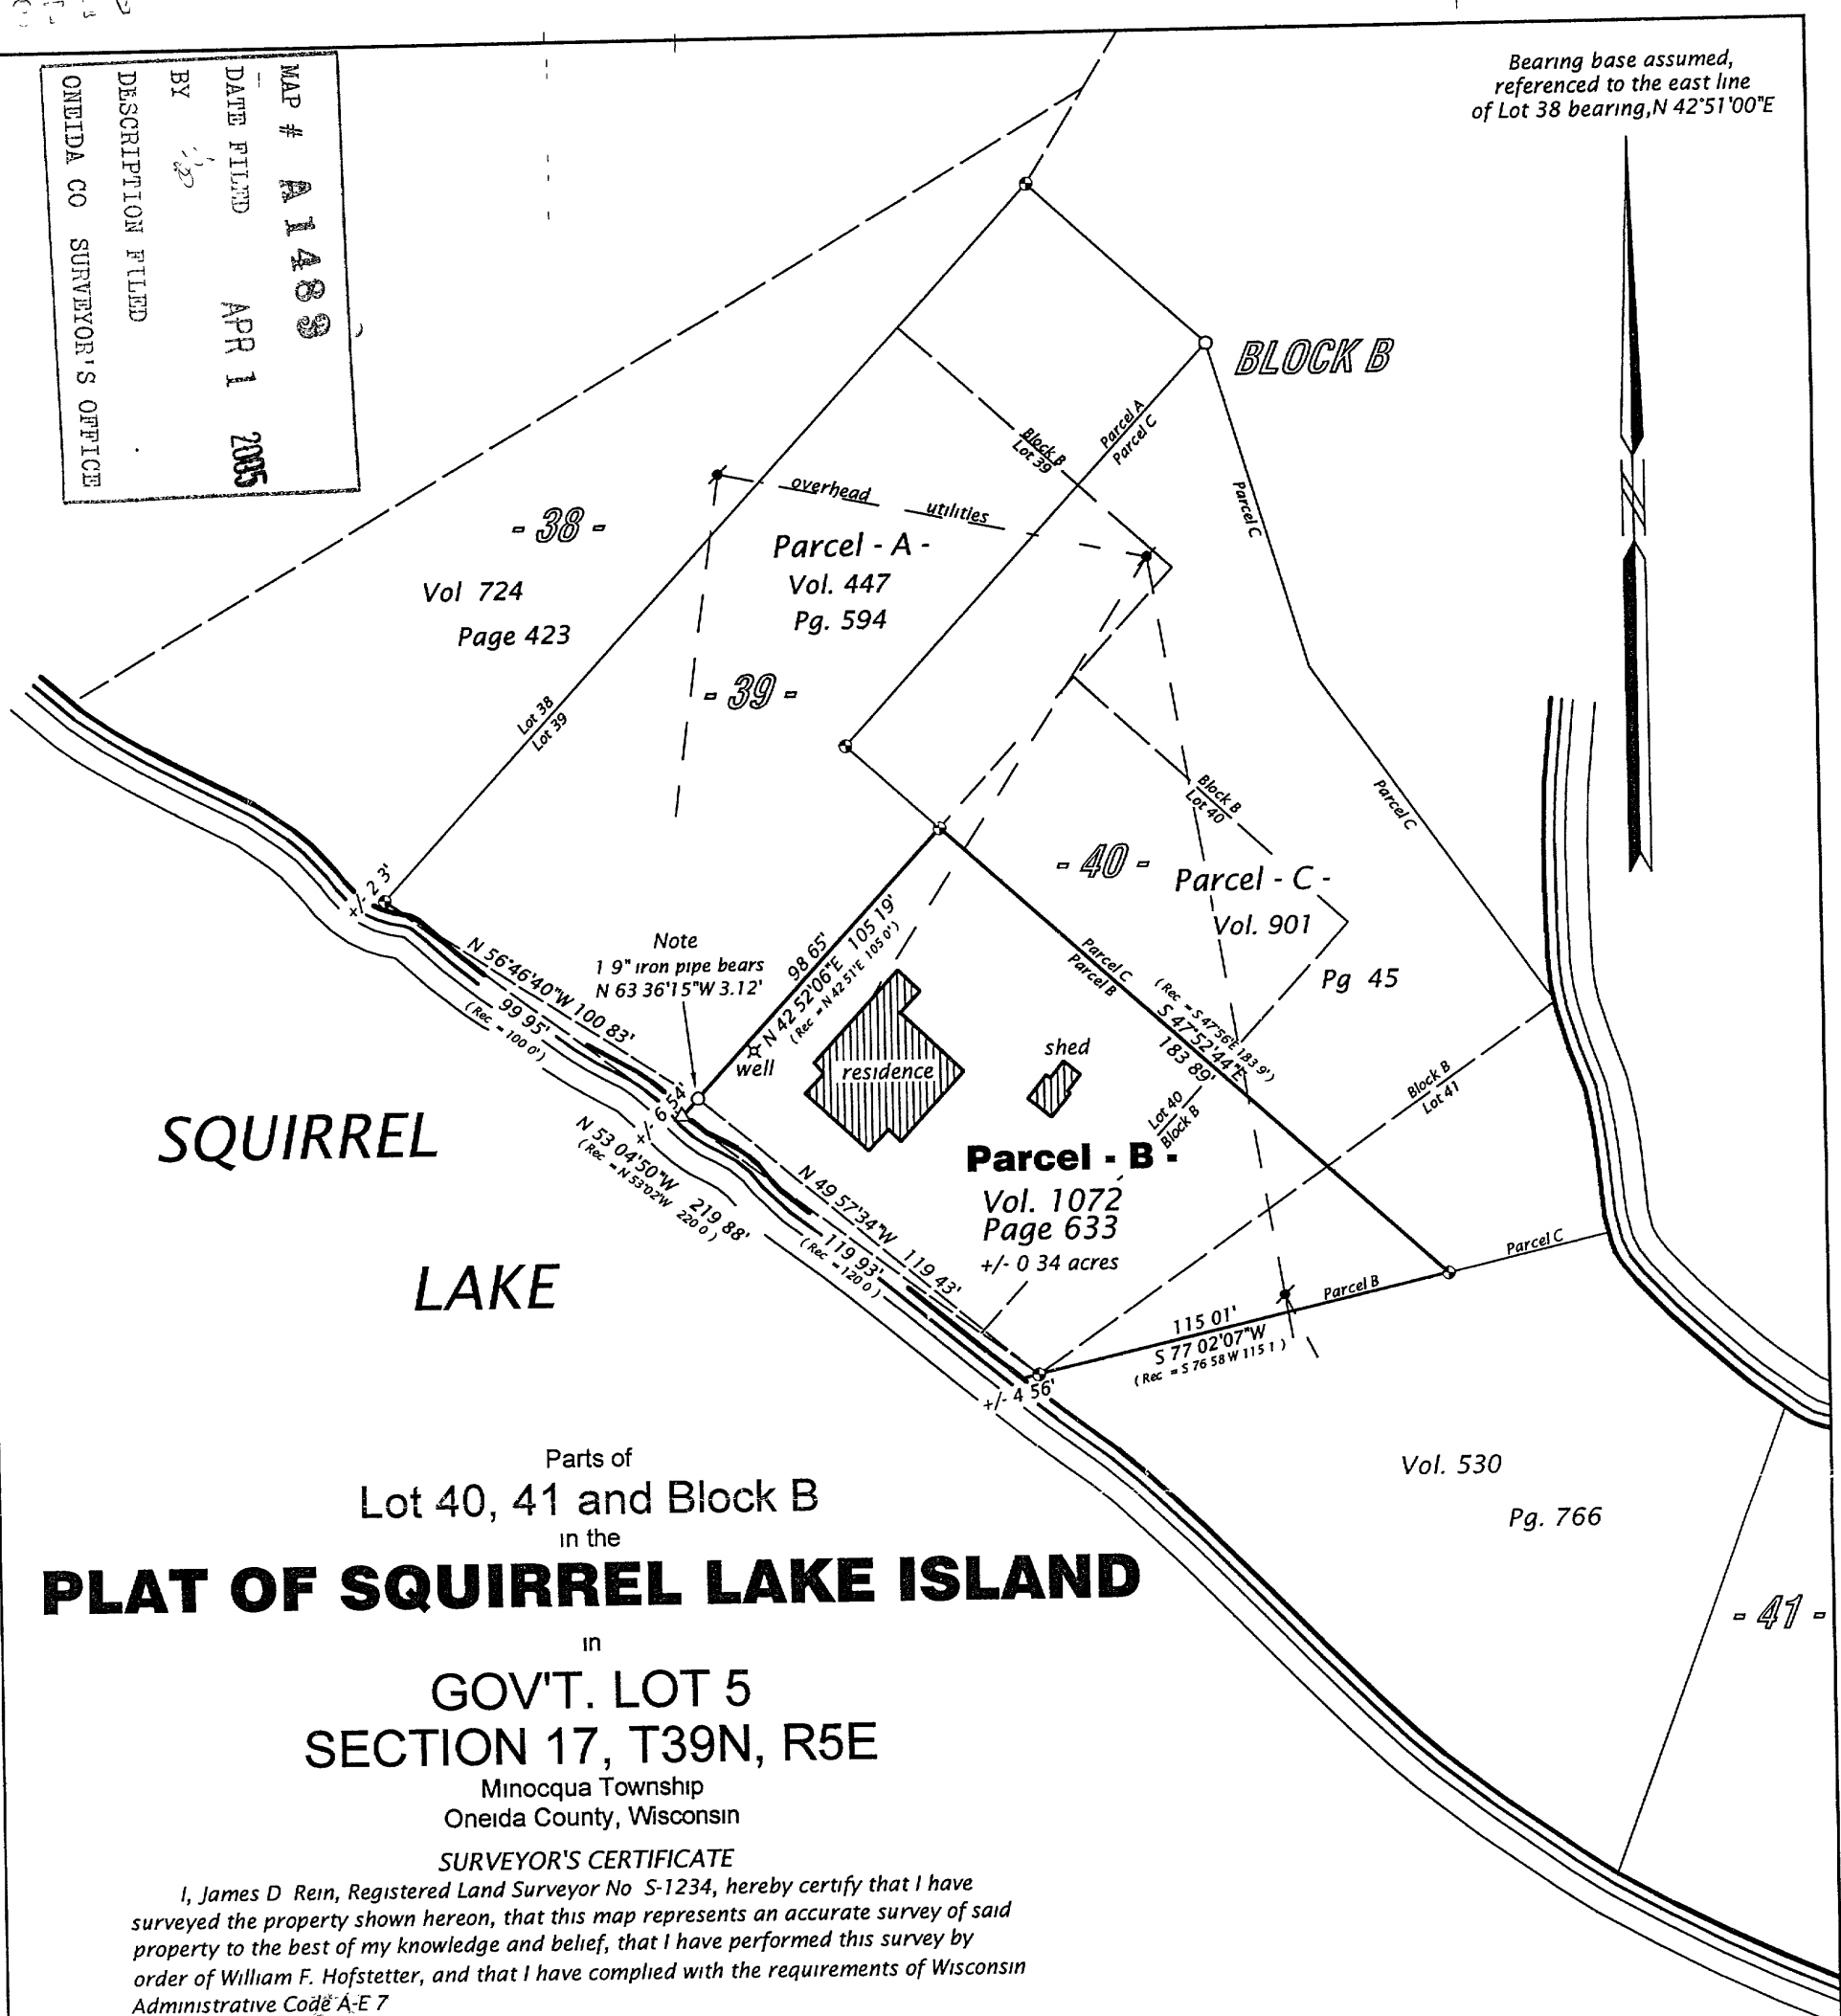 MAP # A1483
DATE FILED APR 1 2005
BY
DESCRIPTION FILED
ONEIDA CO SURVEYOR'S OFFICE
Bearing base assumed,
referenced to the east line
of Lot 38 bearing,N 42°51'00"E
BLOCK B
Parcel A
Parcel C
Block B
Lot 39
Parcel C
overhead utilities
- 38 -
Vol 724
Page 423
Parcel - A -
Vol. 447
Pg. 594
- 39 -
Lot 38
Lot 39
Block B
Lot 40
Parcel C
- 40 -
Parcel - C -
Vol. 901
Pg 45
+/- 2 3'
N 56°46'40"W 100 83'
99 95'
(Rec = 100 0')
Note
1 9" iron pipe bears
N 63 36'15"W 3.12'
98 65'
N 42 52'06"E 105 19'
(Rec = N 42 51'E 105 0')
well
residence
shed
Parcel C
Parcel B
(Rec = S 47°56'E 183 9')
S 47°52'44"E
183 89'
Lot 40
Block B
Block B
Lot 41
+/- 6 54'
N 53 04'50"W 219 88'
(Rec = N 53°02'W 220 0')
N 49 57'34"W 119 43'
119 93'
(Rec = 120 0')
Parcel - B -
Vol. 1072
Page 633
+/- 0 34 acres
SQUIRREL
LAKE
Parcel C
Parcel B
115 01'
S 77 02'07"W
(Rec = S 76 58 W 115 1)
+/- 4 56'
Vol. 530
Pg. 766
- 41 -
Parts of
Lot 40, 41 and Block B
in the
PLAT OF SQUIRREL LAKE ISLAND
in
GOV'T. LOT 5
SECTION 17, T39N, R5E
Minocqua Township
Oneida County, Wisconsin
SURVEYOR'S CERTIFICATE
I, James D Rein, Registered Land Surveyor No S-1234, hereby certify that I have
surveyed the property shown hereon, that this map represents an accurate survey of said
property to the best of my knowledge and belief, that I have performed this survey by
order of William F. Hofstetter, and that I have complied with the requirements of Wisconsin
Administrative Code A-E 7